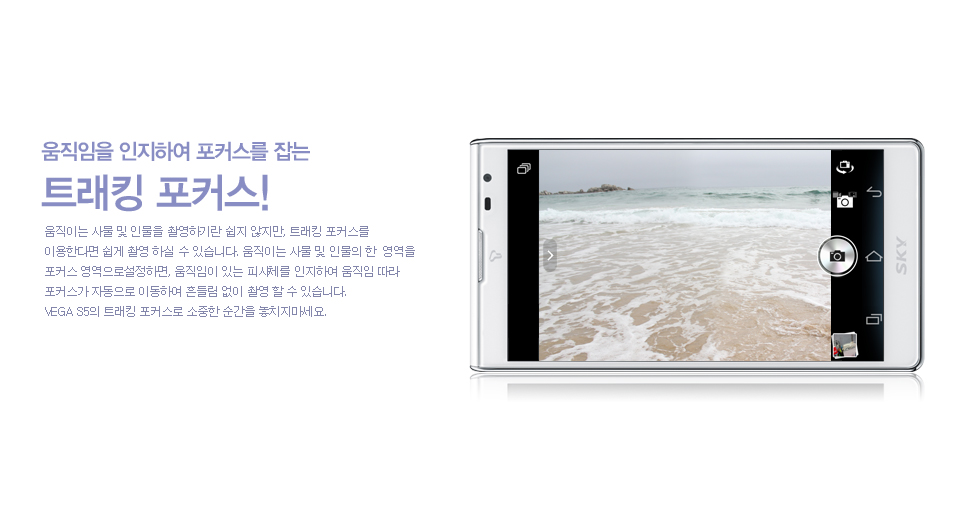 움직임을 인지하여 포커스를 잡는
트래킹 포커스!
움직이는 사물 및 인물을 촬영하기란 쉽지 않지만, 트래킹 포커스를
이용한다면 쉽게 촬영 하실 수 있습니다. 움직이는 사물 및 인물의 한 영역을
포커스 영역으로설정하면, 움직임이 있는 피사체를 인지하여 움직임 따라
포커스가 자동으로 이동하여 흔들림 없이 촬영 할 수 있습니다.
VEGA S5의 트래킹 포커스로 소중한 순간을 놓치지마세요.
SKY